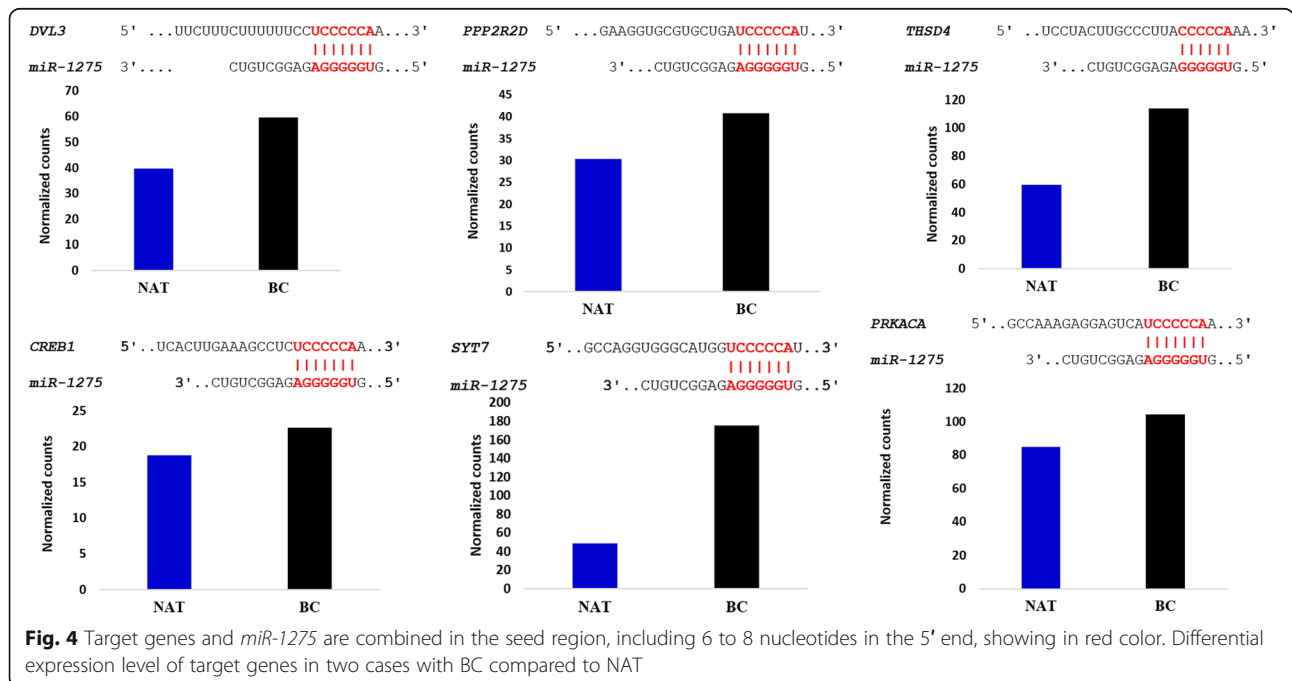 DVL3 5' ...UUCUUUCUUUUUUCCUCCCCCAA...3'
miR-1275 3'.... CUGUCGGAGAGGGGGUG...5'
70
60
50
40
30
20
10
0
Normalized counts
NAT BC
PPP2R2D 5' ...GAAGGUGCGUGCUGAUCCCCCAU..3'
miR-1275 3'...CUGUCGGAGAGGGGGUG..5'
45
40
35
30
25
20
15
10
5
0
Normalized counts
NAT BC
THSD4 5' ..UCCUACUUGCCCUUACCCCCAAA.3'
miR-1275 3'...CUGUCGGAGAGGGGGUG.5'
120
100
80
60
40
20
0
Normalized counts
NAT BC
CREB1 5'..UCACUUGAAAGCCUCUCCCCCAA..3'
miR-1275 3'..CUGUCGGAGAGGGGGUG..5'
25
20
15
10
5
0
Normalized counts
NAT BC
SYT7 5'..GCCAGGUGGGCAUGGUCCCCCAU..3'
miR-1275 3'..CUGUCGGAGAGGGGGUG..5'
200
180
160
140
120
100
80
60
40
20
0
Normalized counts
NAT BC
PRKACA 5'..GCCAAAGAGGAGUCAUCCCCCAA..3'
miR-1275 3'..CUGUCGGAGAGGGGGUG..5'
120
100
80
60
40
20
0
Normalized counts
NAT BC
Fig. 4 Target genes and miR-1275 are combined in the seed region, including 6 to 8 nucleotides in the 5′ end, showing in red color. Differential
expression level of target genes in two cases with BC compared to NAT